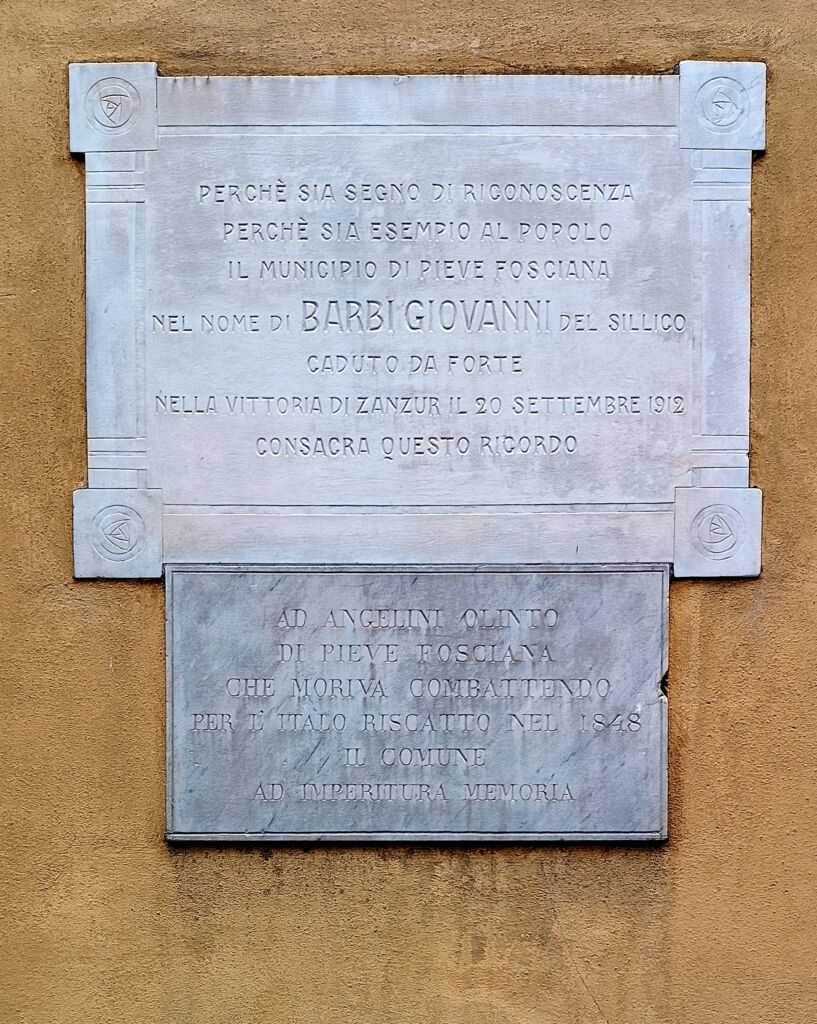 PERCHÈ SIA SEGNO DI RICONOSCENZA
PERCHÈ SIA ESEMPIO AL POPOLO
IL MUNICIPIO DI PIEVE FOSCIANA
NEL NOME DI BARBI GIOVANNI DEL SILLICO
CADUTO DA FORTE
NELLA VITTORIA DI ZANZUR IL 20 SETTEMBRE 1912
CONSACRA QUESTO RICORDO
AD ANGELINI OLINTO
DI PIEVE FOSCIANA
CHE MORIVA COMBATTENDO
PER L'ITALO RISCATTO NEL 1848
IL COMUNE
AD IMPERITURA MEMORIA